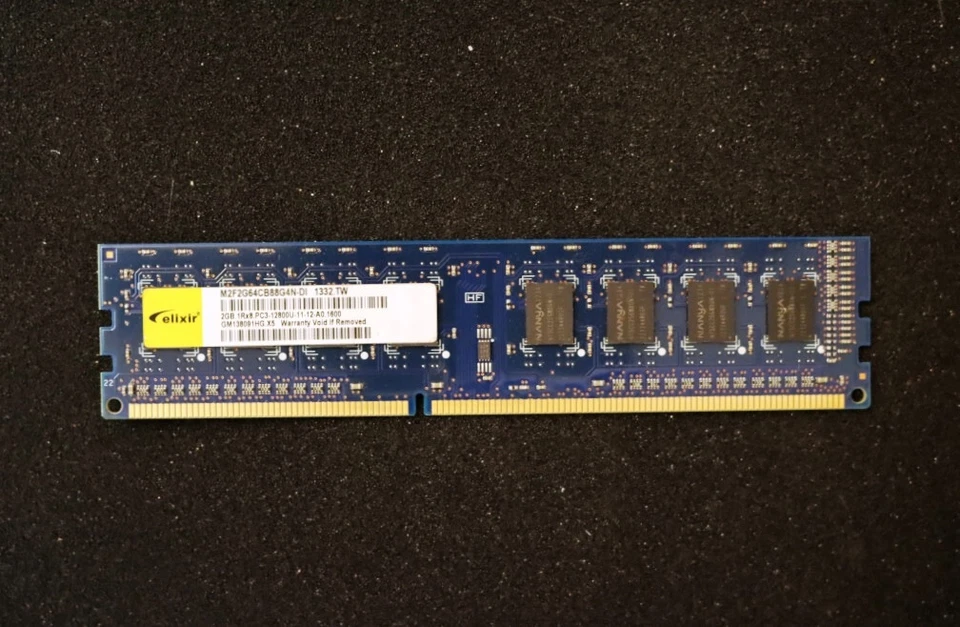 elixir
M2F2G64CB88G4N-DI 1332.TW
2GB 1Rx8 PC3-12800U-11-12-A0.1600
GM138091HG.X5 Warranty Void If Removed
HF
NANYA
NANYA
NANYA
NANYA
22